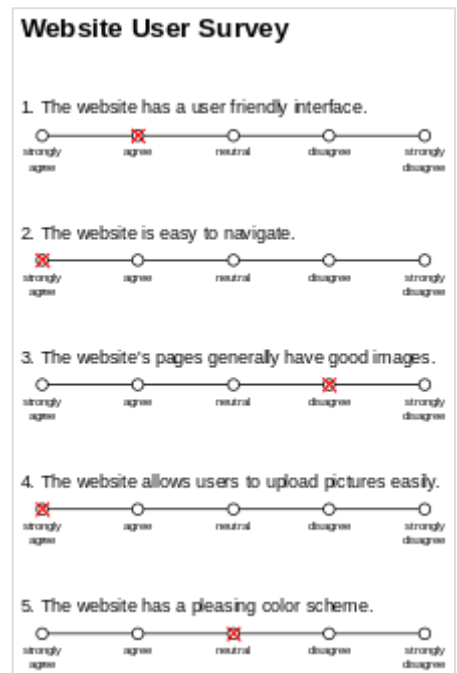 Website User Survey
1. The website has a user friendly interface.
strongly agree neutral disagree strongly
agree disagree
2. The website is easy to navigate.
strongly agree neutral disagree strongly
agree disagree
3. The website's pages generally have good images.
strongly agree neutral disagree strongly
agree disagree
4. The website allows users to upload pictures easily.
strongly agree neutral disagree strongly
agree disagree
5. The website has a pleasing color scheme.
strongly agree neutral disagree strongly
agree disagree